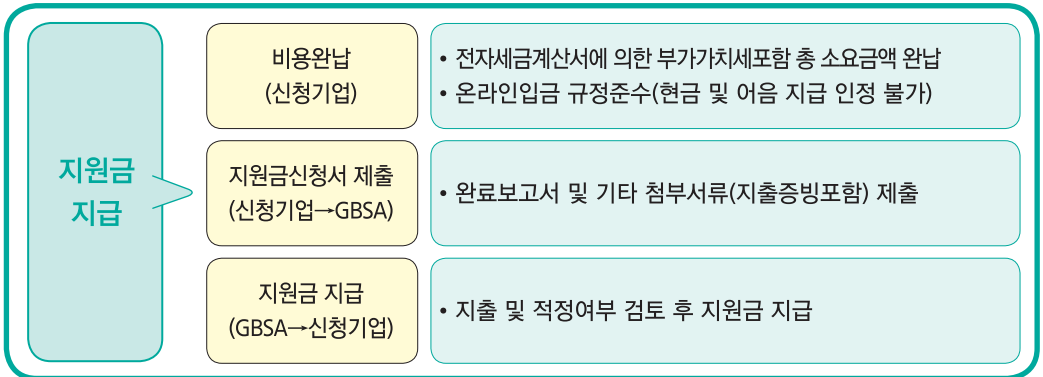 지원금
지급
비용완납
(신청기업)
• 전자세금계산서에 의한 부가가치세포함 총 소요금액 완납
• 온라인입금 규정준수(현금 및 어음 지급 인정 불가)
지원금신청서 제출
(신청기업→GBSA)
• 완료보고서 및 기타 첨부서류(지출증빙포함) 제출
지원금 지급
(GBSA→신청기업)
• 지출 및 적정여부 검토 후 지원금 지급